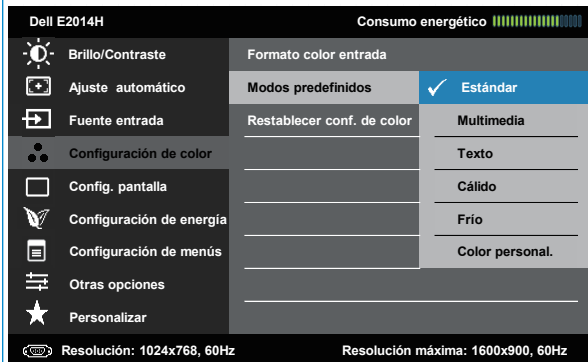 Dell E2014H Consumo energético
Brillo/Contraste Formato color entrada
Ajuste automático Modos predefinidos Estándar
Fuente entrada Restablecer conf. de color Multimedia
Configuración de color Texto
Config. pantalla Cálido
Configuración de energía Frío
Configuración de menús Color personal.
Otras opciones
Personalizar
Resolución: 1024x768, 60Hz Resolución máxima: 1600x900, 60Hz